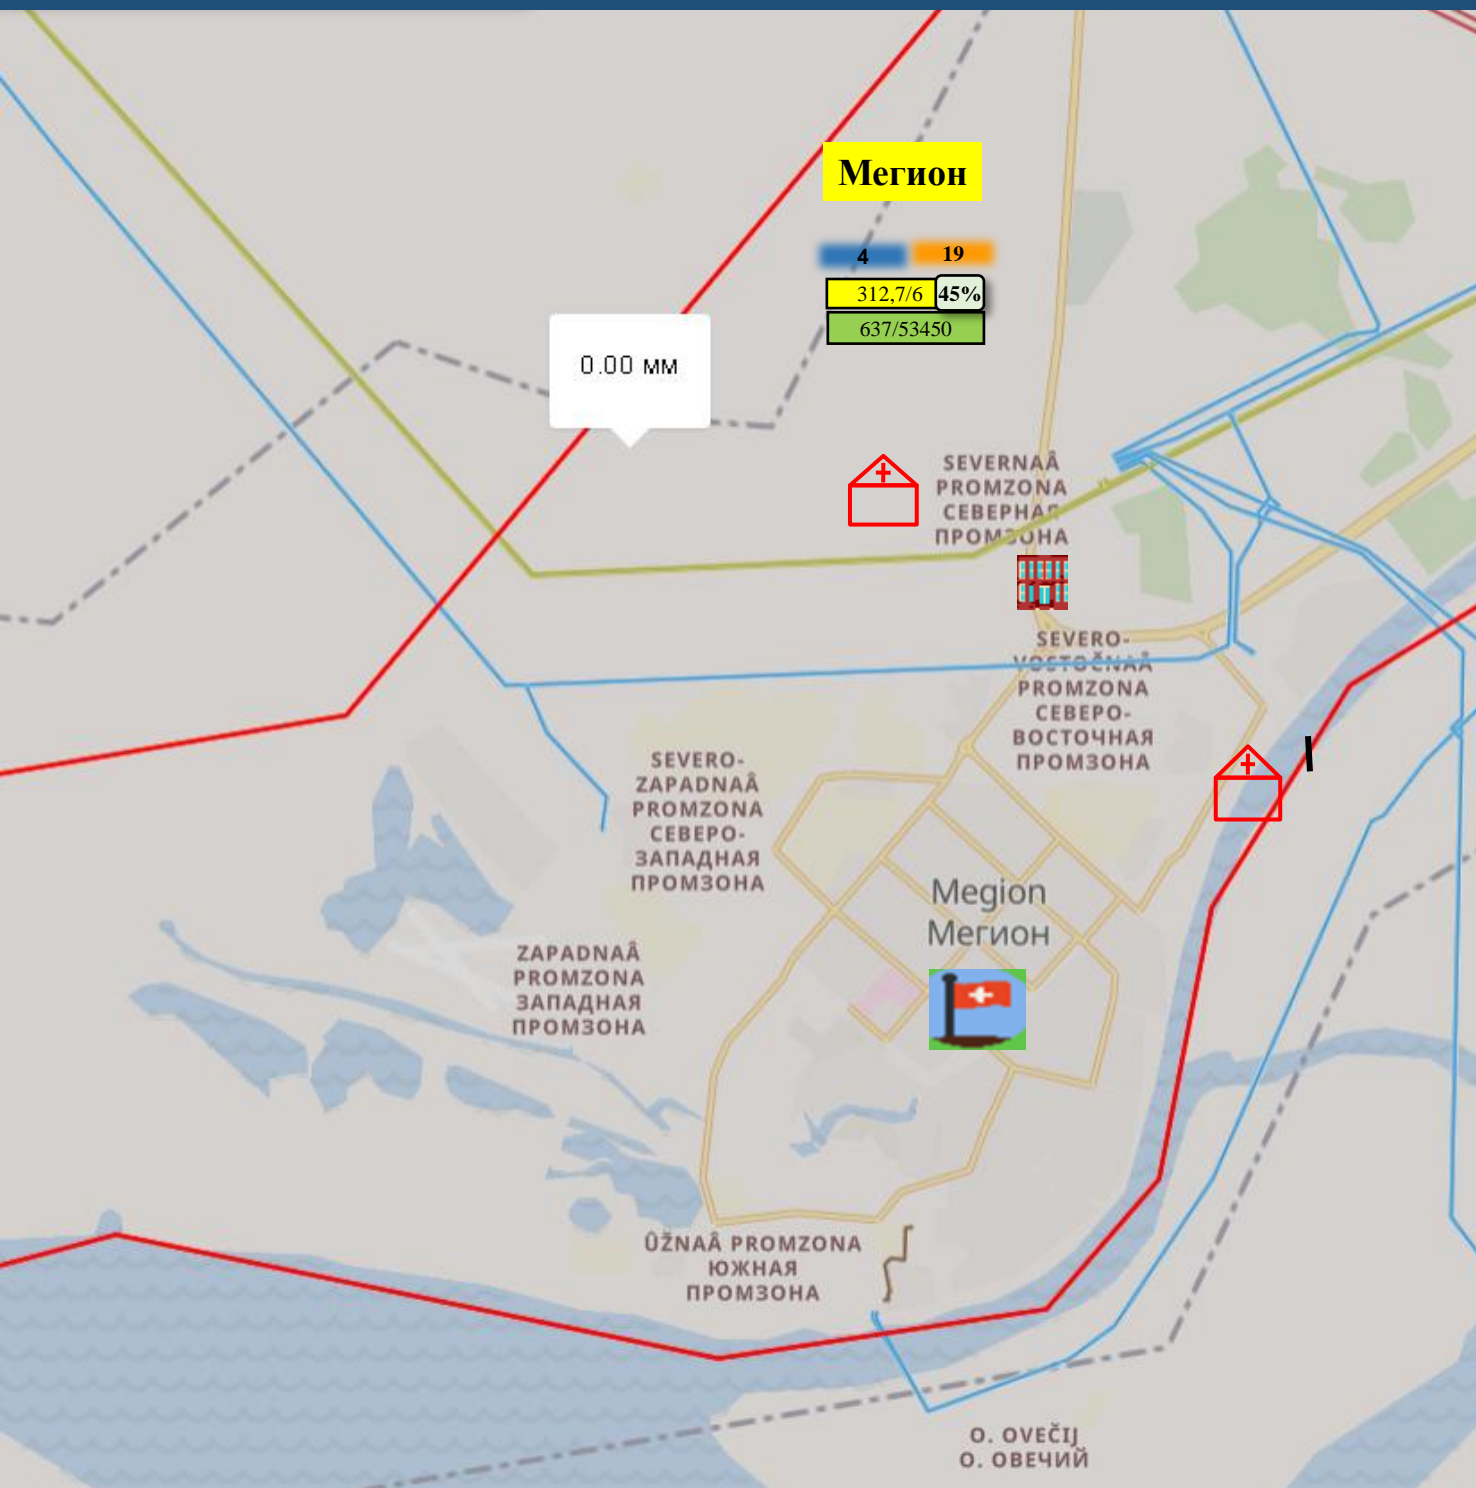 Мегион
4
19
312,7/6
45%
637/53450
0.00 мм
SEVERNAÂ
PROMZONA
СЕВЕРНАЯ
ПРОМЗОНА
SEVERO-
VOSTOČNAÂ
PROMZONA
СЕВЕРО-
ВОСТОЧНАЯ
ПРОМЗОНА
SEVERO-
ZAPADNAÂ
PROMZONA
СЕВЕРО-
ЗАПАДНАЯ
ПРОМЗОНА
Megion
Мегион
ZAPADNAÂ
PROMZONA
ЗАПАДНАЯ
ПРОМЗОНА
ÛŽNAÂ PROMZONA
ЮЖНАЯ
ПРОМЗОНА
O. OVEČIJ
О. ОВЕЧИЙ